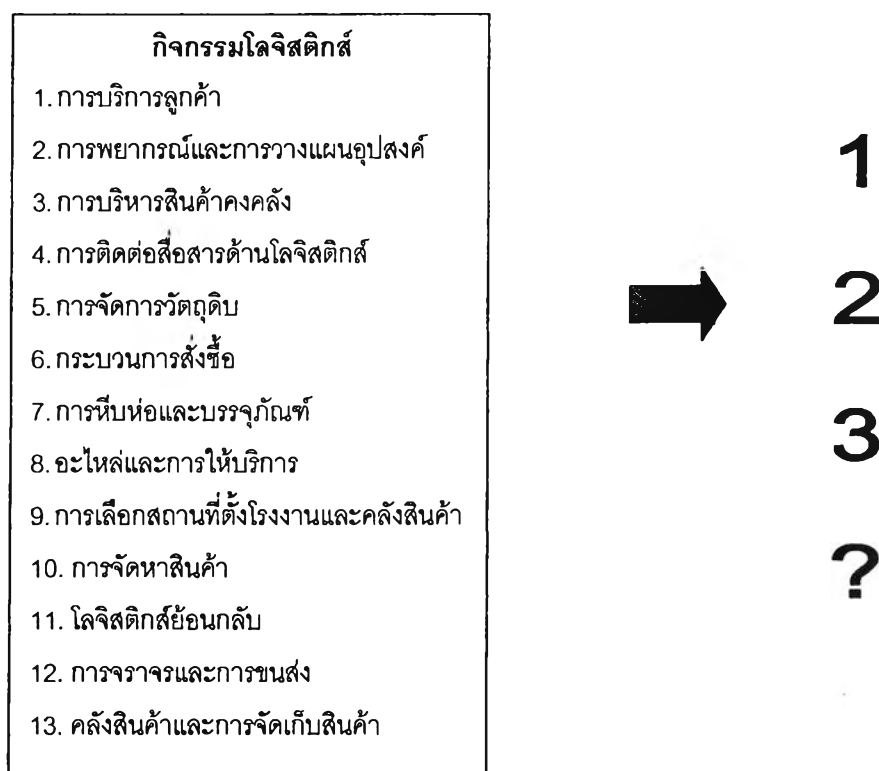 กิจกรรมโลจิสติกส์
1. การบริการลูกค้า
2. การพยากรณ์และการวางแผนอุปสงค์
3. การบริหารสินค้าคงคลัง
4. การติดต่อสื่อสารด้านโลจิสติกส์
5. การจัดการวัตถุดิบ
6. กระบวนการสั่งซื้อ
7. การหีบห่อและบรรจุภัณฑ์
8. อะไหล่และการให้บริการ
9. การเลือกสถานที่ตั้งโรงงานและคลังสินค้า
10. การจัดหาสินค้า
11. โลจิสติกส์ย้อนกลับ
12. การจราจรและการขนส่ง
13. คลังสินค้าและการจัดเก็บสินค้า
1
2
3
?